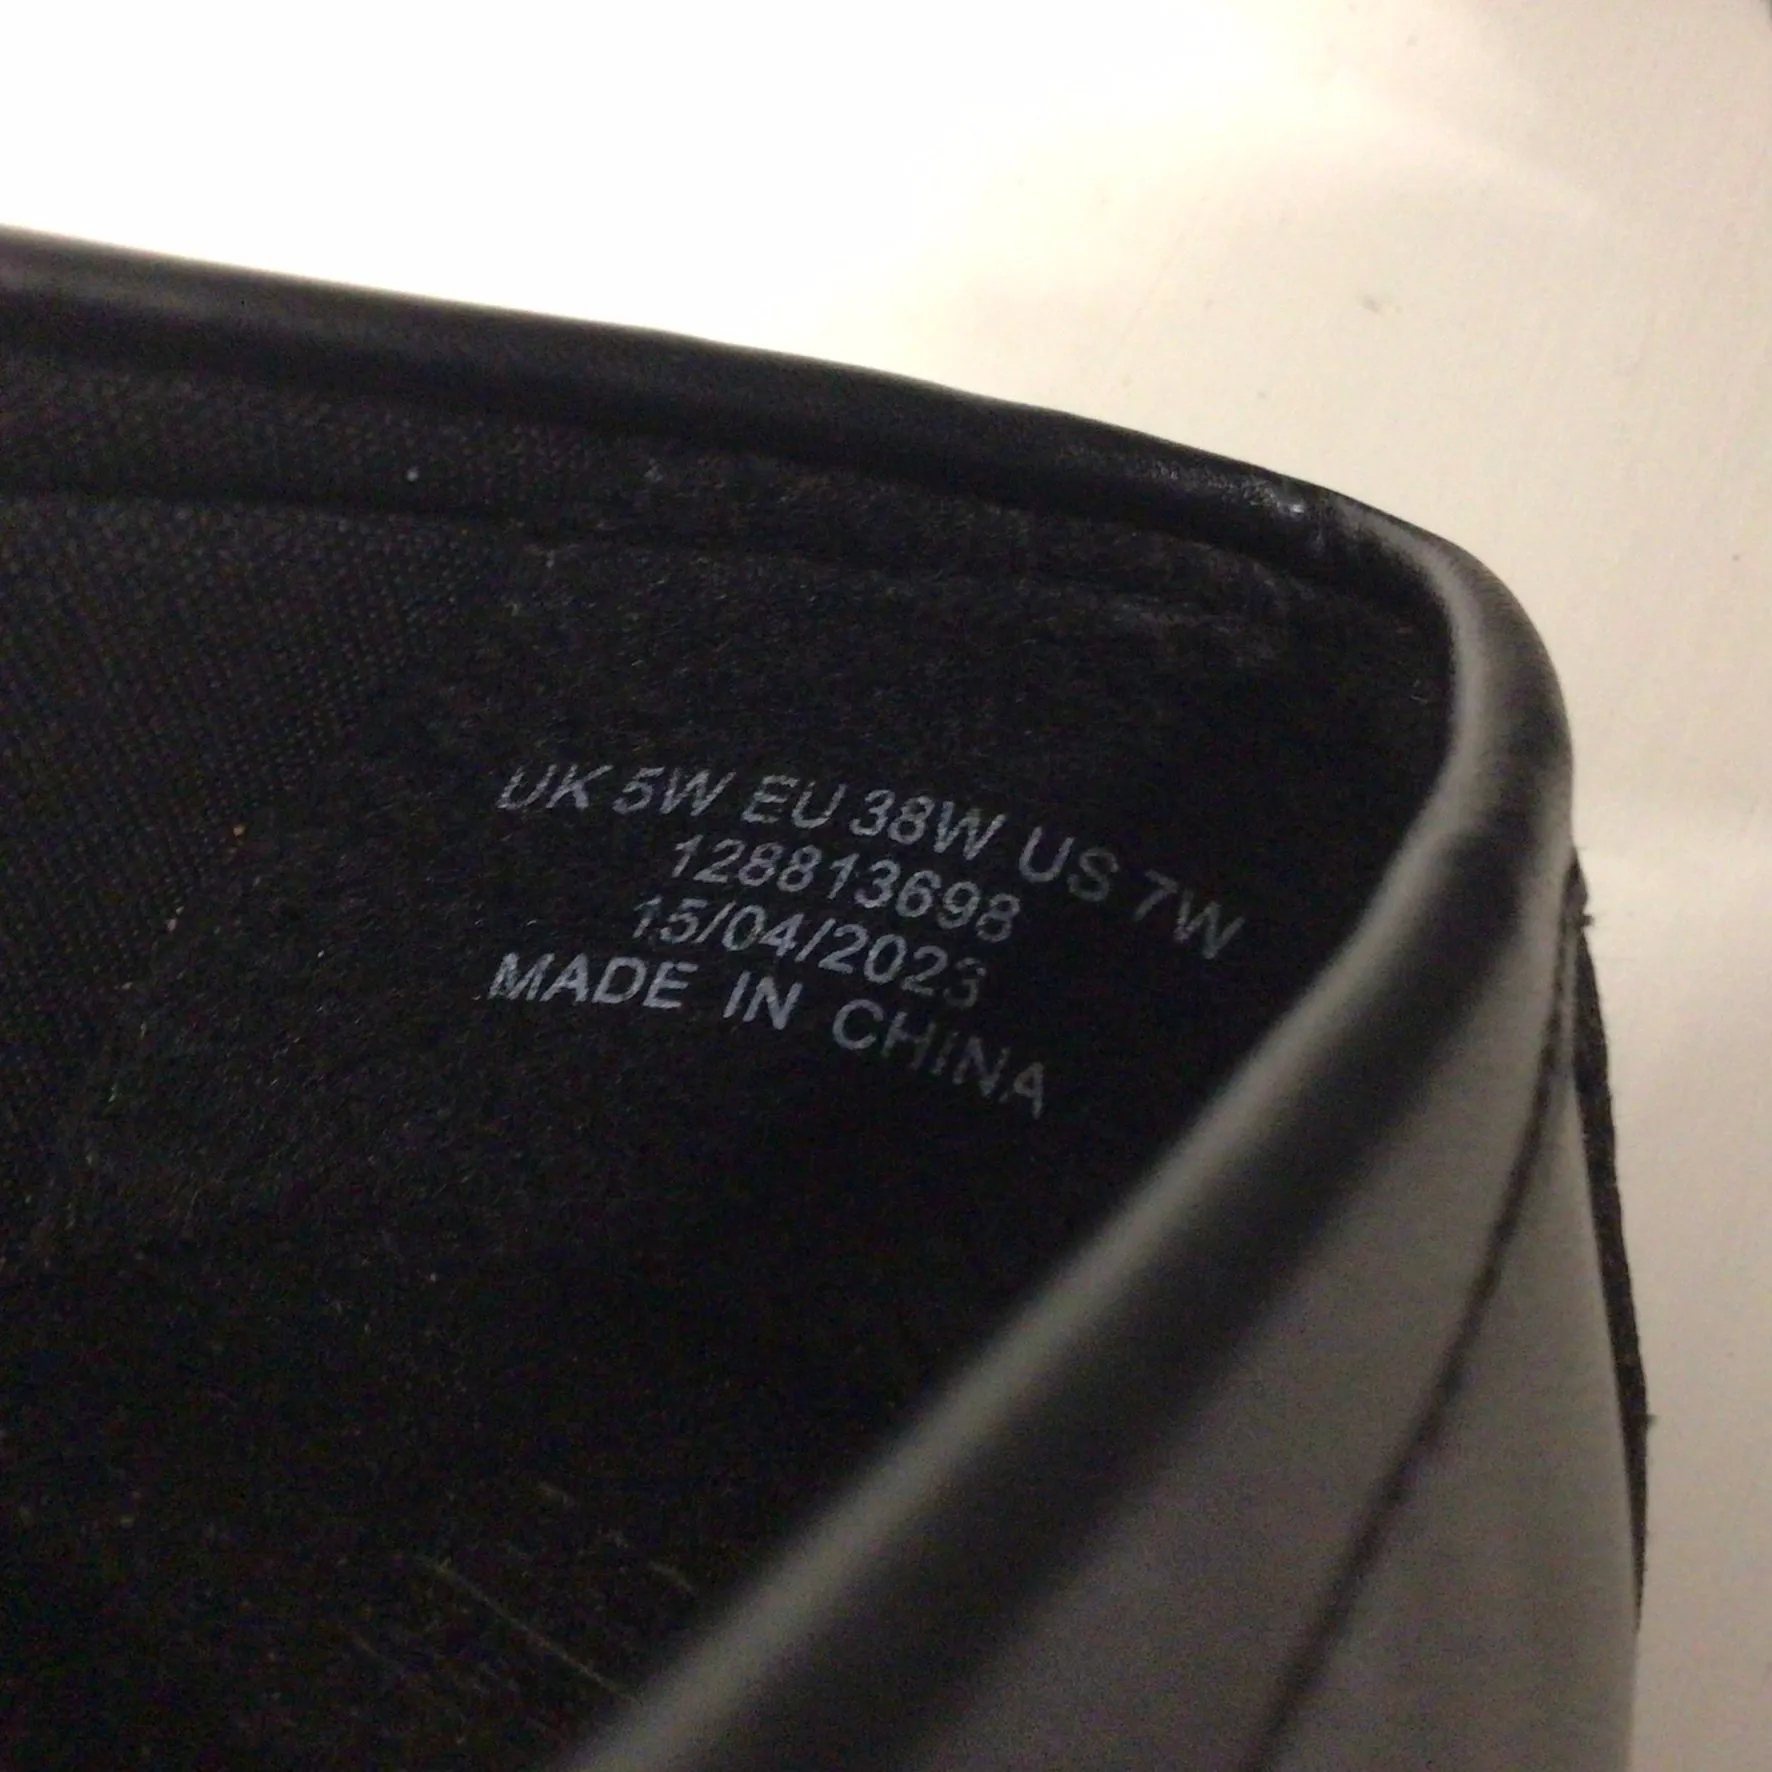 UK 5W EU 38W US 7W
128813698
15/04/2023
MADE IN CHINA